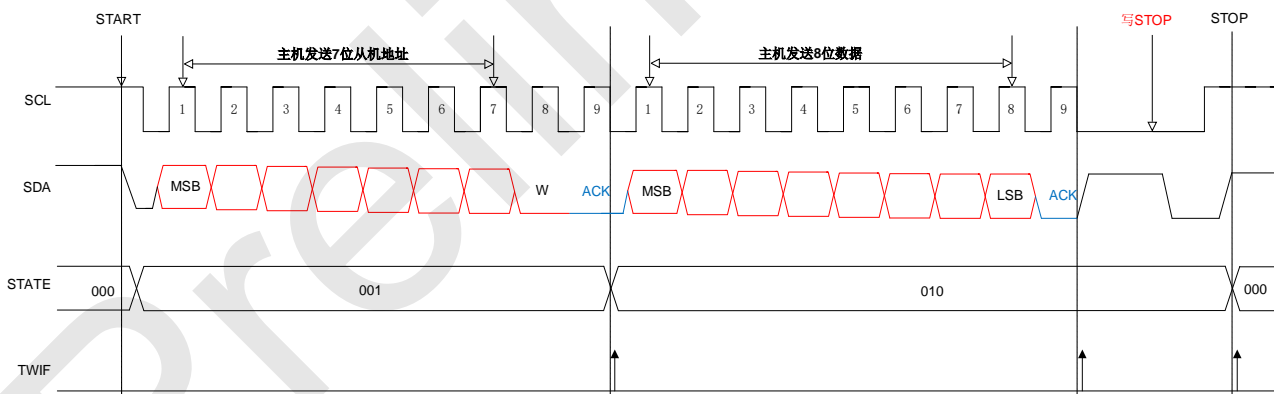 START 写STOP STOP
主机发送7位从机地址 主机发送8位数据
SCL 1 2 3 4 5 6 7 8 9 1 2 3 4 5 6 7 8 9
SDA MSB W ACK MSB LSB ACK
STATE 000 001 010 000
TWIF
Prelim